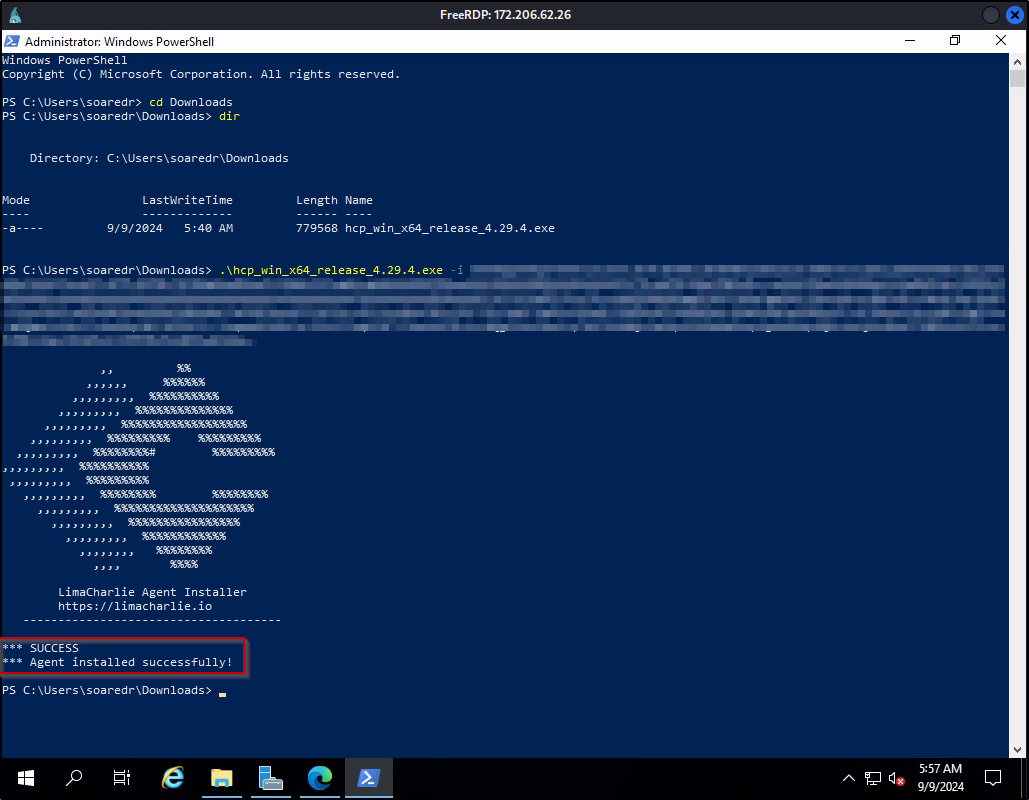 FreeRDP: 172.206.62.26
Administrator: Windows PowerShell
Windows PowerShell
Copyright (C) Microsoft Corporation. All rights reserved.
PS C:\Users\soaredr> cd Downloads
PS C:\Users\soaredr\Downloads> dir
Directory: C:\Users\soaredr\Downloads
Mode LastWriteTime Length Name
---- ------------- ------ ----
-a---- 9/9/2024 5:40 AM 779568 hcp_win_x64_release_4.29.4.exe
PS C:\Users\soaredr\Downloads> .\hcp_win_x64_release_4.29.4.exe -i
,, %%
,,,,,, %%%%%%
,,,,,,,,, %%%%%%%%%%
,,,,,,,,, %%%%%%%%%%%%%%
,,,,,,,,, %%%%%%%%%%%%%%%%%%
,,,,,,,,, %%%%%%%%% %%%%%%%%%
,,,,,,,,, %%%%%%%%# %%%%%%%%%
,,,,,,,,, %%%%%%%%%%
,,,,,,,,, %%%%%%%%%
,,,,,,,,, %%%%%%%% %%%%%%%%
,,,,,,,,, %%%%%%%%%%%%%%%%%%%%
,,,,,,,,, %%%%%%%%%%%%%%%%
,,,,,,,,, %%%%%%%%%%%%
,,,,,,,, %%%%%%%%
,,,, %%%%
LimaCharlie Agent Installer
https://limacharlie.io
-------------------------------------
*** SUCCESS
*** Agent installed successfully!
PS C:\Users\soaredr\Downloads>
5:57 AM
9/9/2024